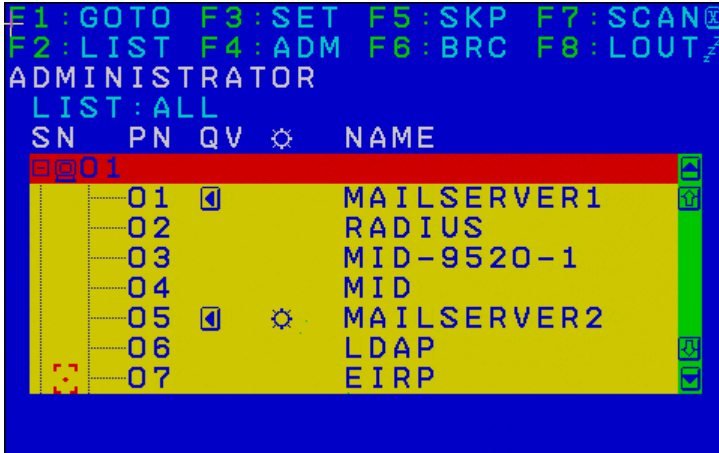 F1:GOTO F3:SET F5:SKP F7:SCAN
F2:LIST F4:ADM F6:BRC F8:LOUT
ADMINISTRATOR
LIST:ALL
SN PN QV NAME
01
01 MAILSERVER1
02 RADIUS
03 MID-9520-1
04 MID
05 MAILSERVER2
06 LDAP
07 EIRP